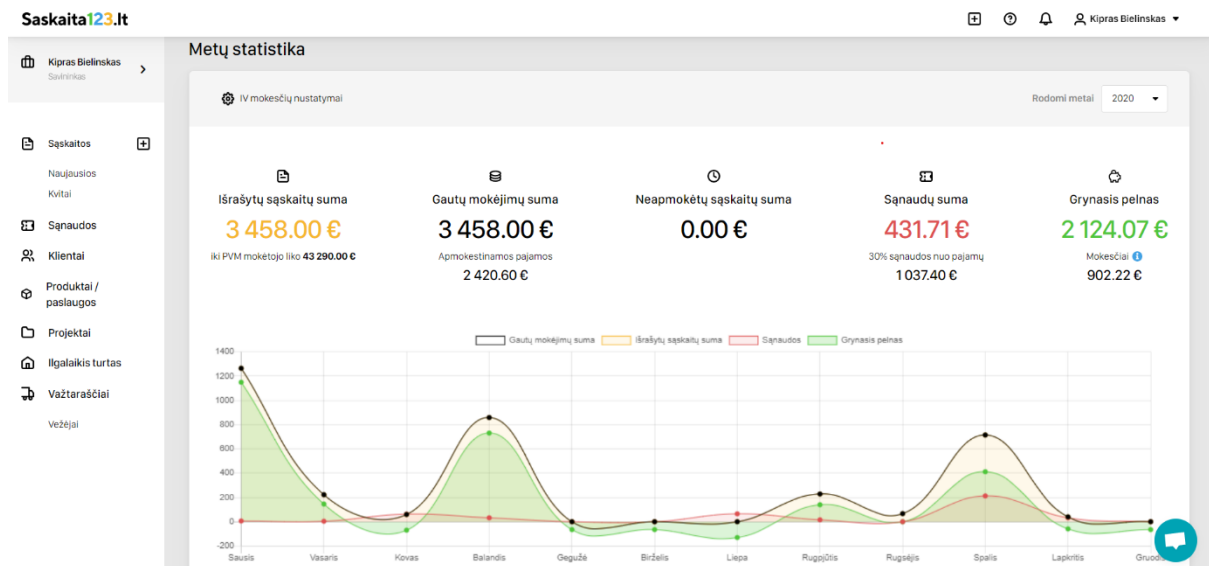 Saskaita123.lt
Kipras Bielinskas
Kipras Bielinskas
Savininkas
Sąskaitos
Naujausios
Kvitai
Sąnaudos
Klientai
Produktai /
paslaugos
Projektai
Ilgalaikis turtas
Važtaraščiai
Vežėjai
Metų statistika
IV mokesčių nustatymai
Rodomi metai 2020
Išrašytų sąskaitų suma
3 458.00 €
iki PVM mokėtojo liko 43 290.00 €
Gautų mokėjimų suma
3 458.00 €
Apmokestinamos pajamos
2 420.60 €
Neapmokėtų sąskaitų suma
0.00 €
Sąnaudų suma
431.71 €
30% sąnaudos nuo pajamų
1 037.40 €
Grynasis pelnas
2 124.07 €
Mokesčiai
902.22 €
Gautų mokėjimų suma Išrašytų sąskaitų suma Sąnaudos Grynasis pelnas
1400
1200
1000
800
600
400
200
0
-200
Sausis Vasaris Kovas Balandis Gegužė Birželis Liepa Rugpjūtis Rugsėjis Spalis Lapkritis Gruodis